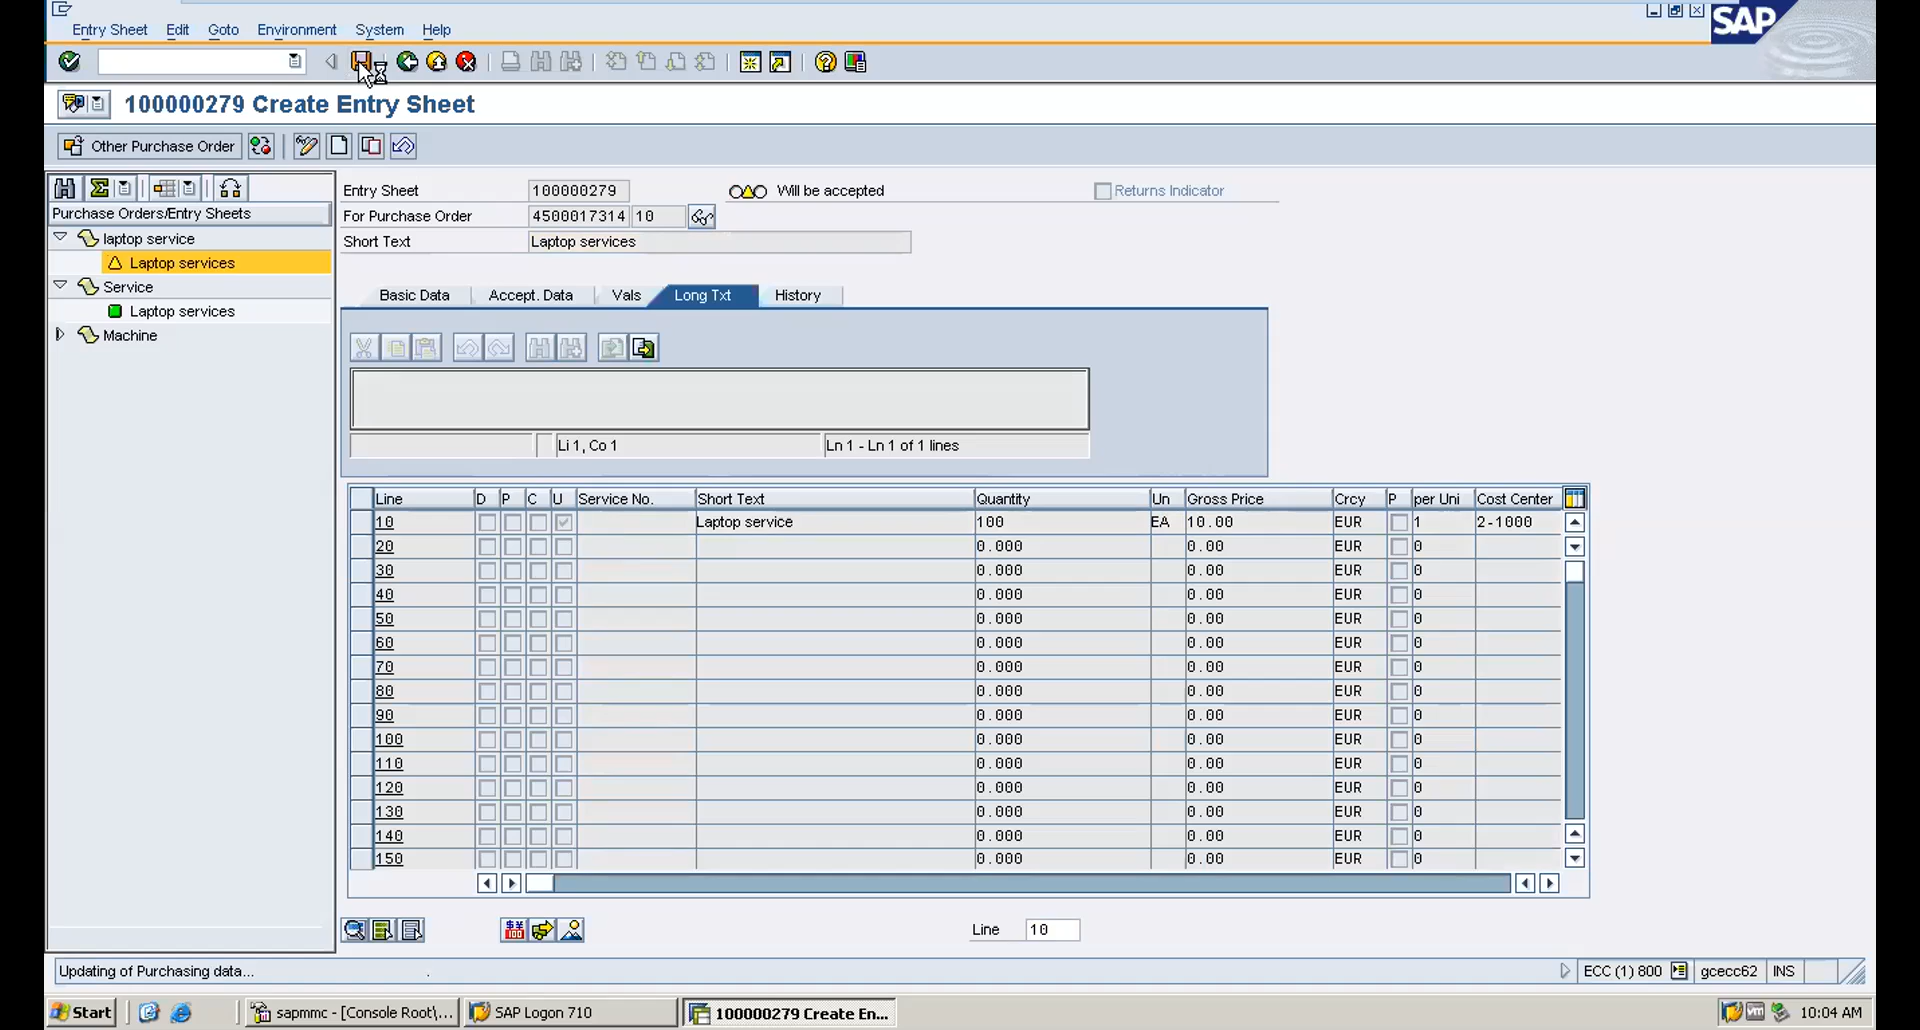 Entry Sheet Edit Goto Environment System Help
SAP
100000279 Create Entry Sheet
Other Purchase Order
Purchase Orders/Entry Sheets
laptop service
Laptop services
Service
Laptop services
Machine
Entry Sheet 100000279 Will be accepted Returns Indicator
For Purchase Order 4500017314 10
Short Text Laptop services
Basic Data Accept. Data Vals Long Txt History
Li 1, Co 1 Ln 1 - Ln 1 of 1 lines
Line D P C U Service No. Short Text Quantity Un Gross Price Crcy P per Uni Cost Center
10 Laptop service 100 EA 10.00 EUR 1 2-1000
20 0.000 0.00 EUR 0
30 0.000 0.00 EUR 0
40 0.000 0.00 EUR 0
50 0.000 0.00 EUR 0
60 0.000 0.00 EUR 0
70 0.000 0.00 EUR 0
80 0.000 0.00 EUR 0
90 0.000 0.00 EUR 0
100 0.000 0.00 EUR 0
110 0.000 0.00 EUR 0
120 0.000 0.00 EUR 0
130 0.000 0.00 EUR 0
140 0.000 0.00 EUR 0
150 0.000 0.00 EUR 0
Line 10
Updating of Purchasing data... ECC (1) 800 gcecc62 INS
Start sapmmc - [Console Root\... SAP Logon 710 100000279 Create En... 10:04 AM